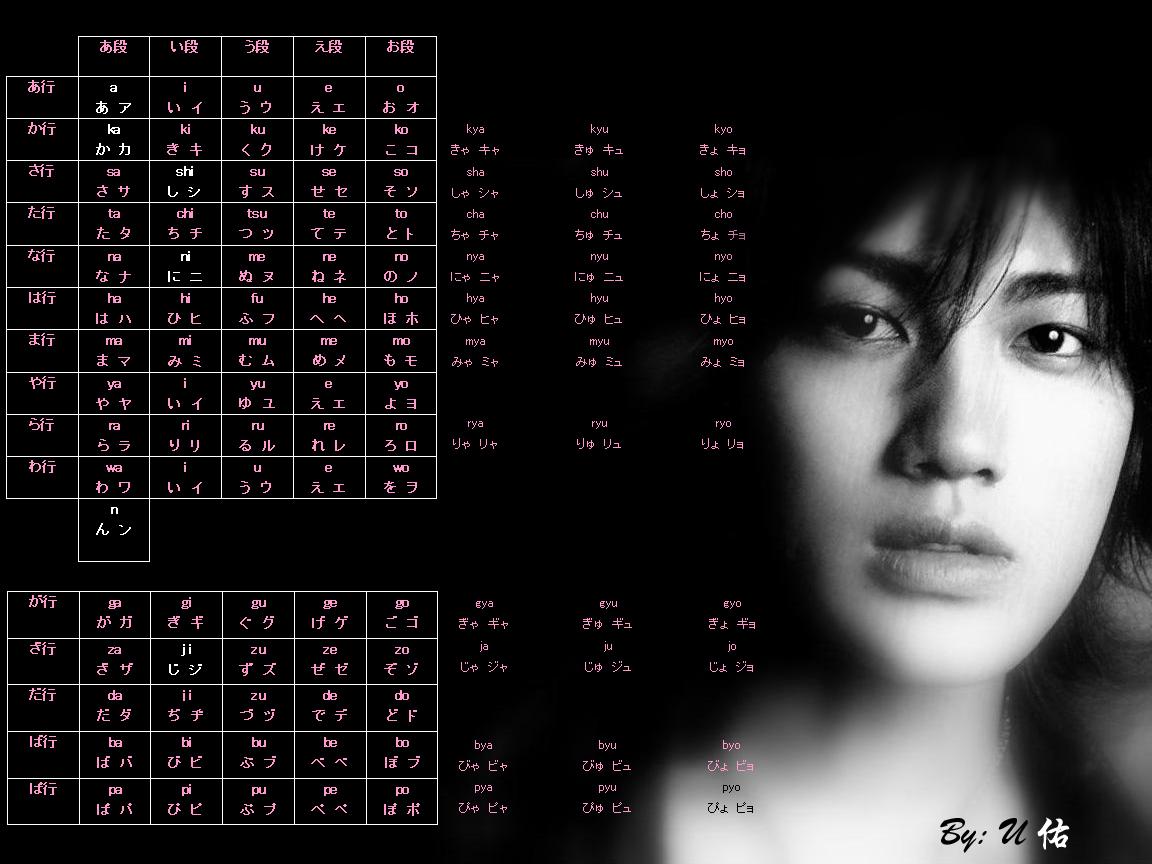 あ段 い段 う段 え段 お段
あ行 a i u e o
あ ア い イ う ウ え エ お オ
か行 ka ki ku ke ko kya kyu kyo
か カ き キ く ク け ケ こ コ きゃ キャ きゅ キュ きょ キョ
さ行 sa shi su se so sha shu sho
さ サ し シ す ス せ セ そ ソ しゃ シャ しゅ シュ しょ ショ
た行 ta chi tsu te to cha chu cho
た タ ち チ つ ツ て テ と ト ちゃ チャ ちゅ チュ ちょ チョ
な行 na ni me ne no nya nyu nyo
な ナ に ニ ぬ ヌ ね ネ の ノ にゃ ニャ にゅ ニュ にょ ニョ
は行 ha hi fu he ho hya hyu hyo
は ハ ひ ヒ ふ フ へ ヘ ほ ホ ひゃ ヒャ ひゅ ヒュ ひょ ヒョ
ま行 ma mi mu me mo mya myu myo
ま マ み ミ む ム め メ も モ みゃ ミャ みゅ ミュ みょ ミョ
や行 ya i yu e yo
や ヤ い イ ゆ ユ え エ よ ヨ
ら行 ra ri ru re ro rya ryu ryo
ら ラ り リ る ル れ レ ろ ロ りゃ リャ りゅ リュ りょ リョ
わ行 wa i u e wo
わ ワ い イ う ウ え エ を ヲ
n
ん ン
が行 ga gi gu ge go gya gyu gyo
が ガ ぎ ギ ぐ グ げ ゲ ご ゴ ぎゃ ギャ ぎゅ ギュ ぎょ ギョ
ざ行 za ji zu ze zo ja ju jo
ざ ザ じ ジ ず ズ ぜ ゼ ぞ ゾ じゃ ジャ じゅ ジュ じょ ジョ
だ行 da ji zu de do
だ ダ ぢ ヂ づ ヅ で デ ど ド
ば行 ba bi bu be bo bya byu byo
ば バ び ビ ぶ ブ べ ベ ぼ ブ びゃ ビャ びゅ ビュ びょ ビョ
ぱ行 pa pi pu pe po pya pyu pyo
ぱ パ ぴ ピ ぷ プ ぺ ペ ぽ ポ ぴゃ ピャ ぴゅ ピュ ぴょ ピョ
By: U 佑